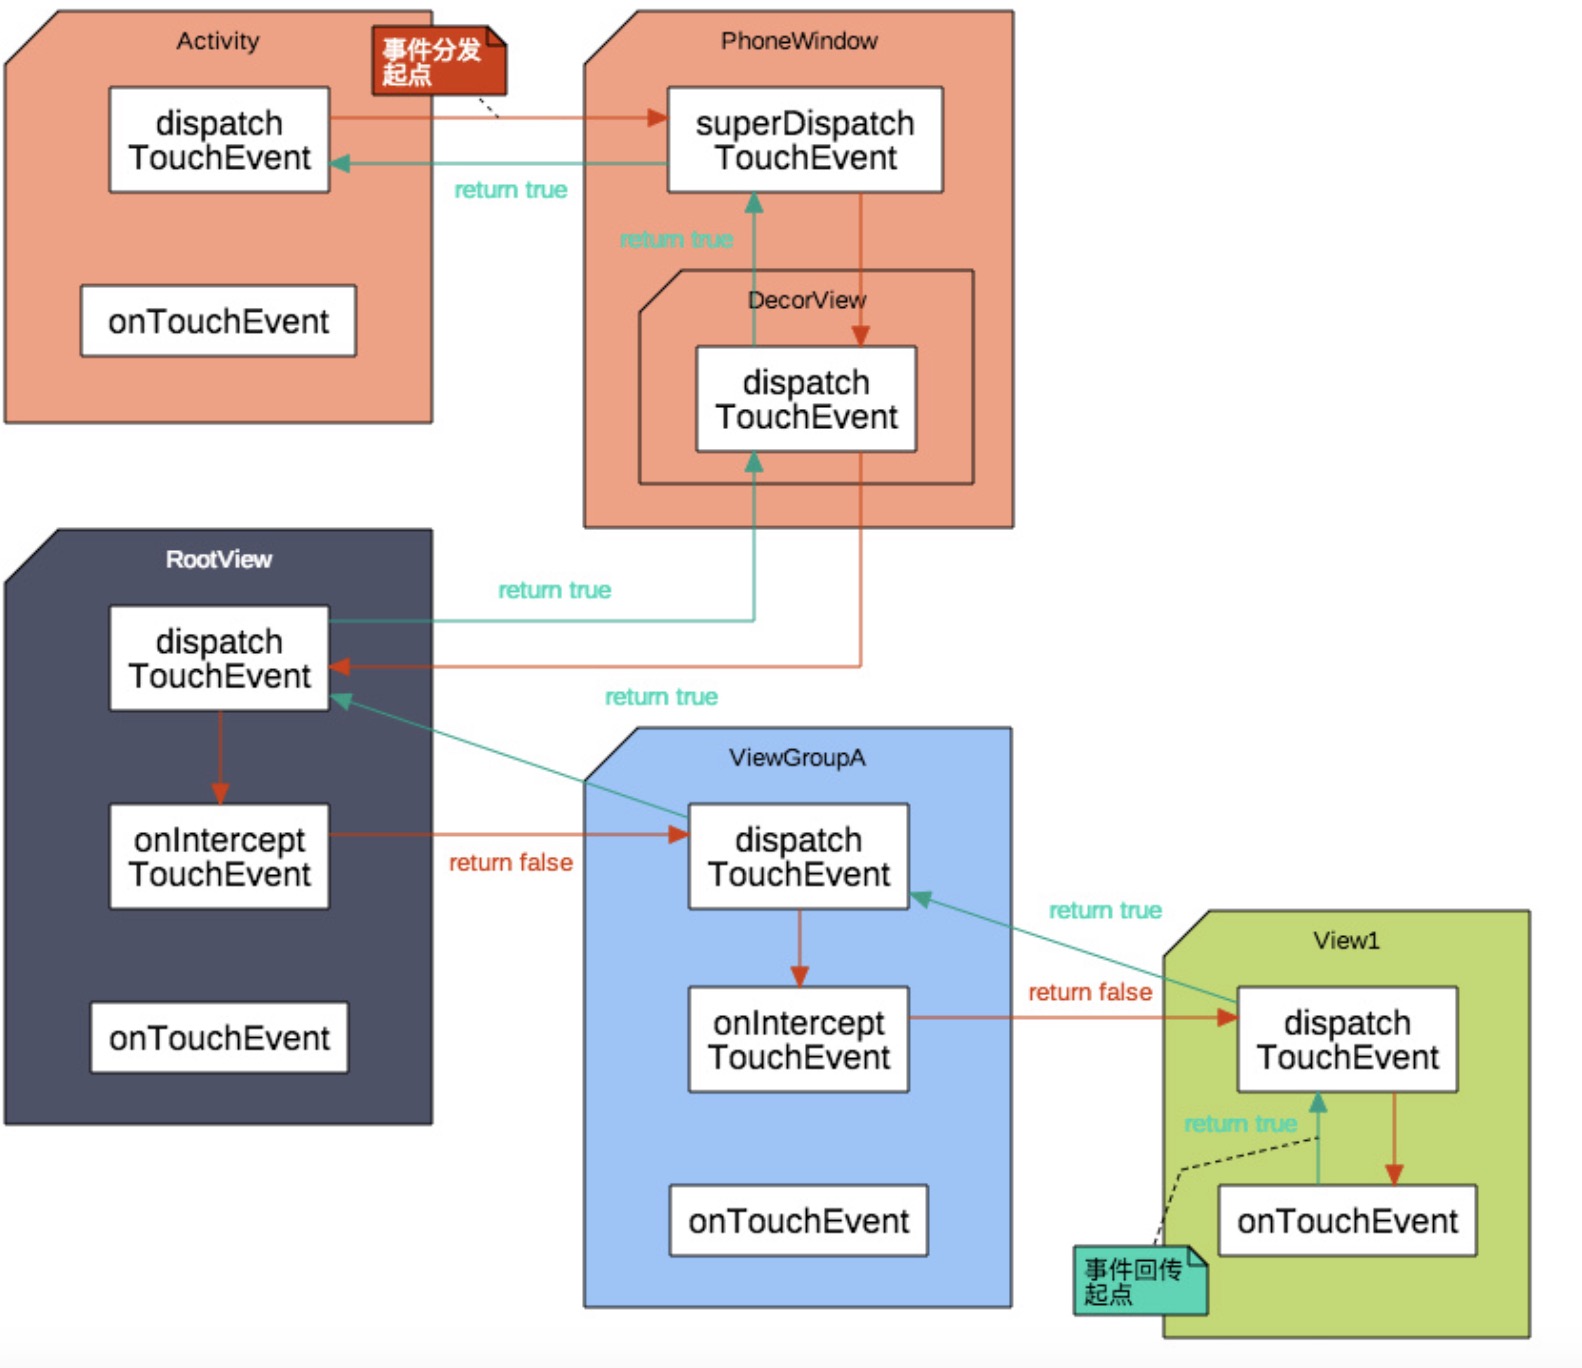 Activity
事件分发
起点
dispatch
TouchEvent
onTouchEvent
PhoneWindow
superDispatch
TouchEvent
return true
return true
DecorView
dispatch
TouchEvent
RootView
return true
dispatch
TouchEvent
return true
onIntercept
TouchEvent
return false
onTouchEvent
ViewGroupA
dispatch
TouchEvent
onIntercept
TouchEvent
onTouchEvent
return true
return false
View1
dispatch
TouchEvent
return true
onTouchEvent
事件回传
起点